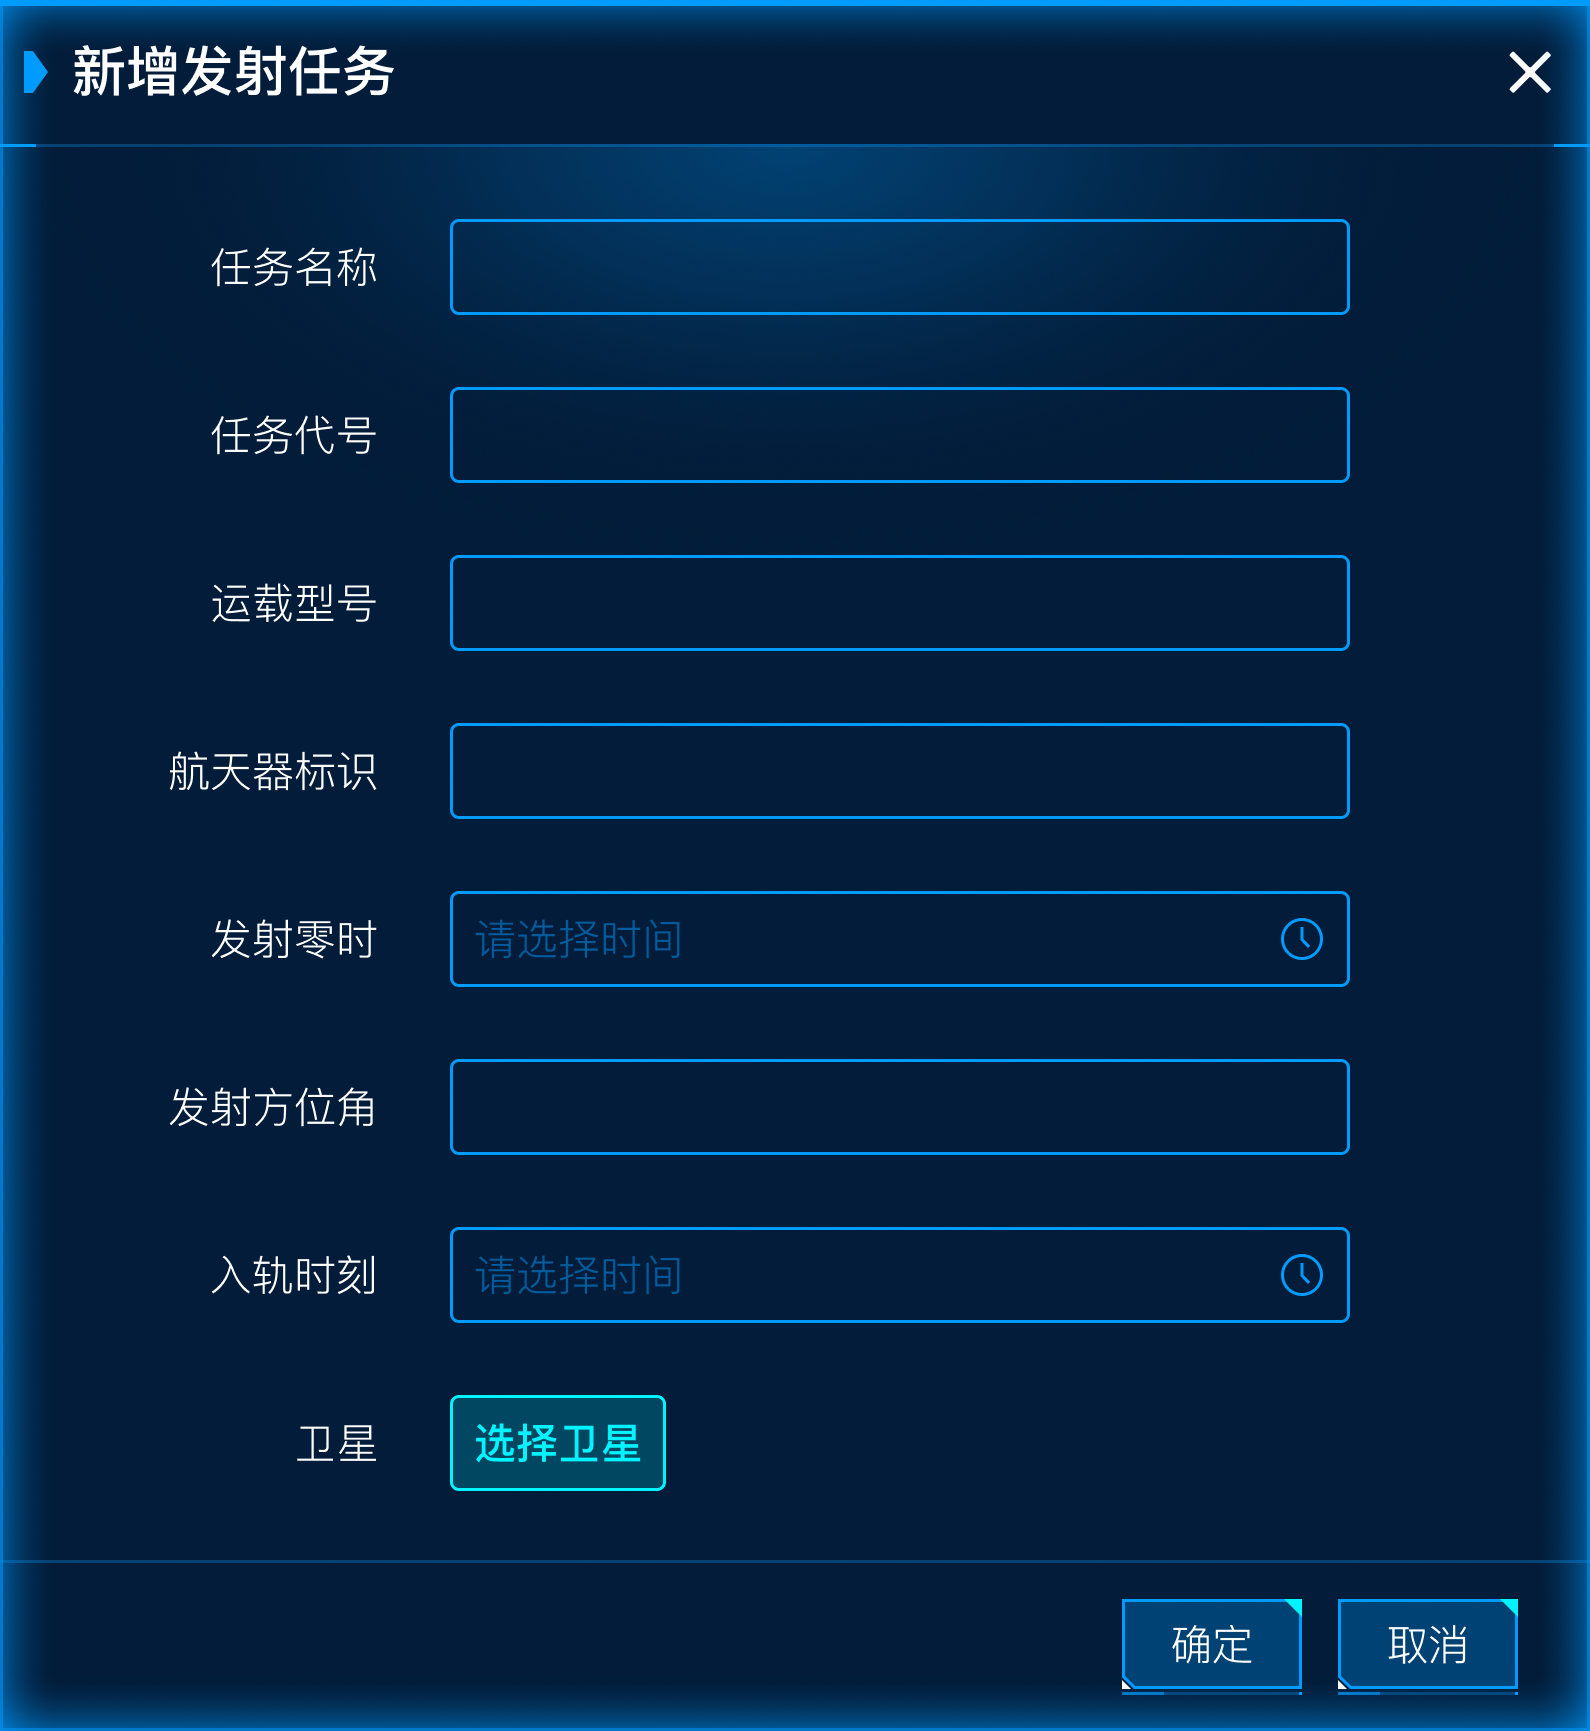 新增发射任务
任务名称
任务代号
运载型号
航天器标识
发射零时 请选择时间
发射方位角
入轨时刻 请选择时间
卫星 选择卫星
确定 取消